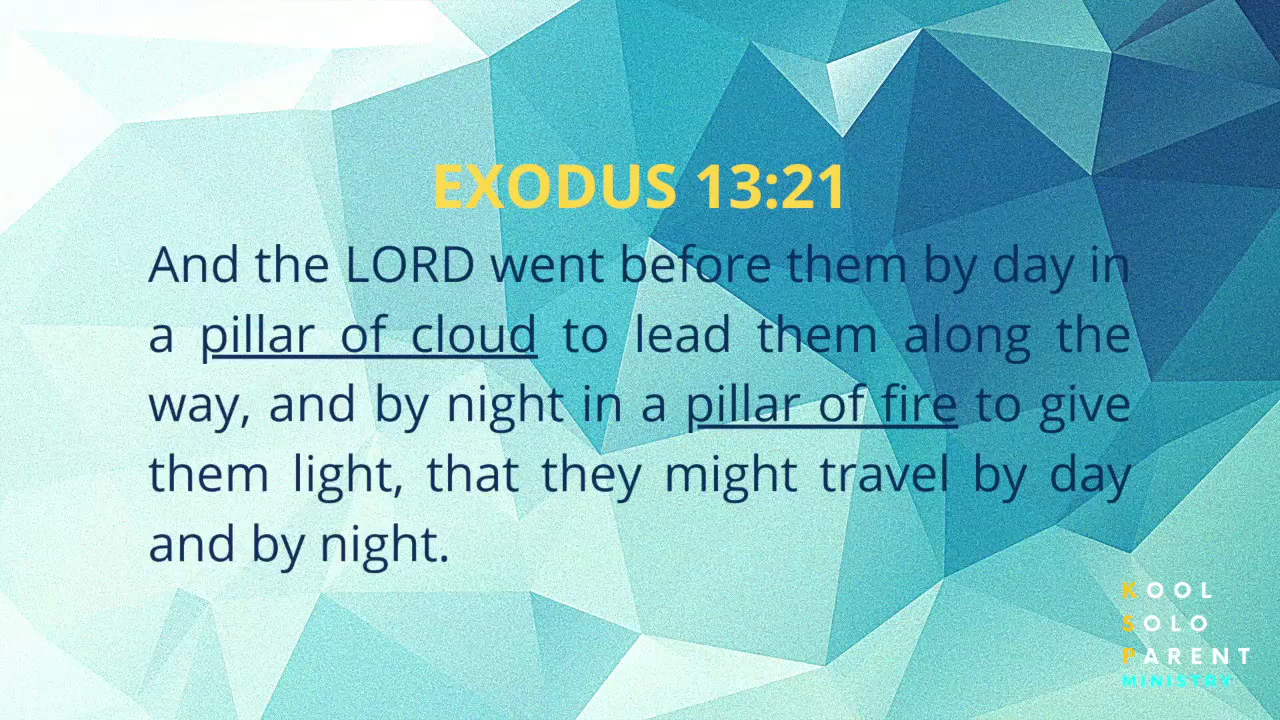 EXODUS 13:21
And the LORD went before them by day in
a pillar of cloud to lead them along the
way, and by night in a pillar of fire to give
them light, that they might travel by day
and by night.
KOOL
SOLO
PARENT
MINISTRY